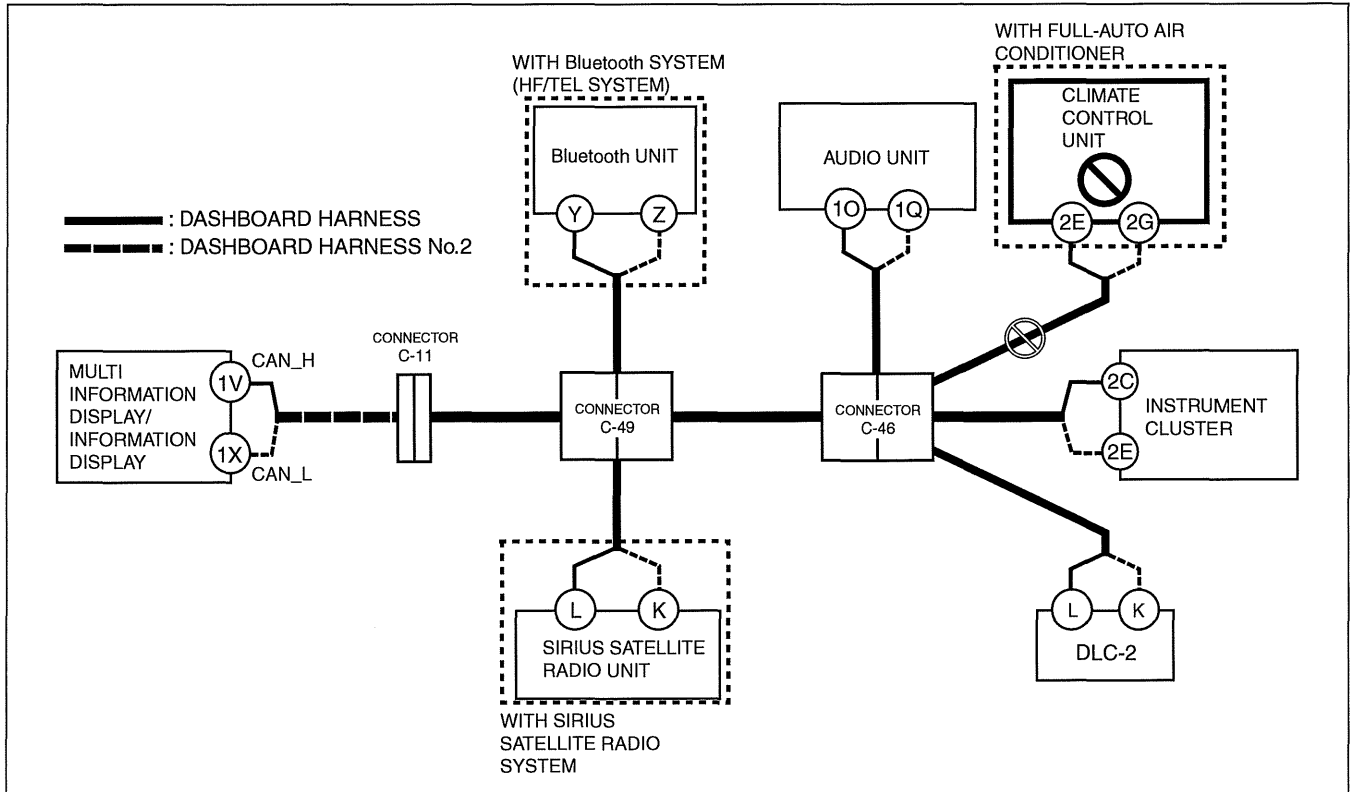 WITH FULL-AUTO AIR
CONDITIONER
CLIMATE
CONTROL
UNIT
2E
2G
WITH Bluetooth SYSTEM
(HF/TEL SYSTEM)
Bluetooth UNIT
Y
Z
AUDIO UNIT
1O
1Q
: DASHBOARD HARNESS
: DASHBOARD HARNESS No.2
MULTI
INFORMATION
DISPLAY/
INFORMATION
DISPLAY
1V
CAN_H
1X
CAN_L
CONNECTOR
C-11
CONNECTOR
C-49
CONNECTOR
C-46
2C
2E
INSTRUMENT
CLUSTER
L
K
SIRIUS SATELLITE
RADIO UNIT
WITH SIRIUS
SATELLITE RADIO
SYSTEM
L
K
DLC-2